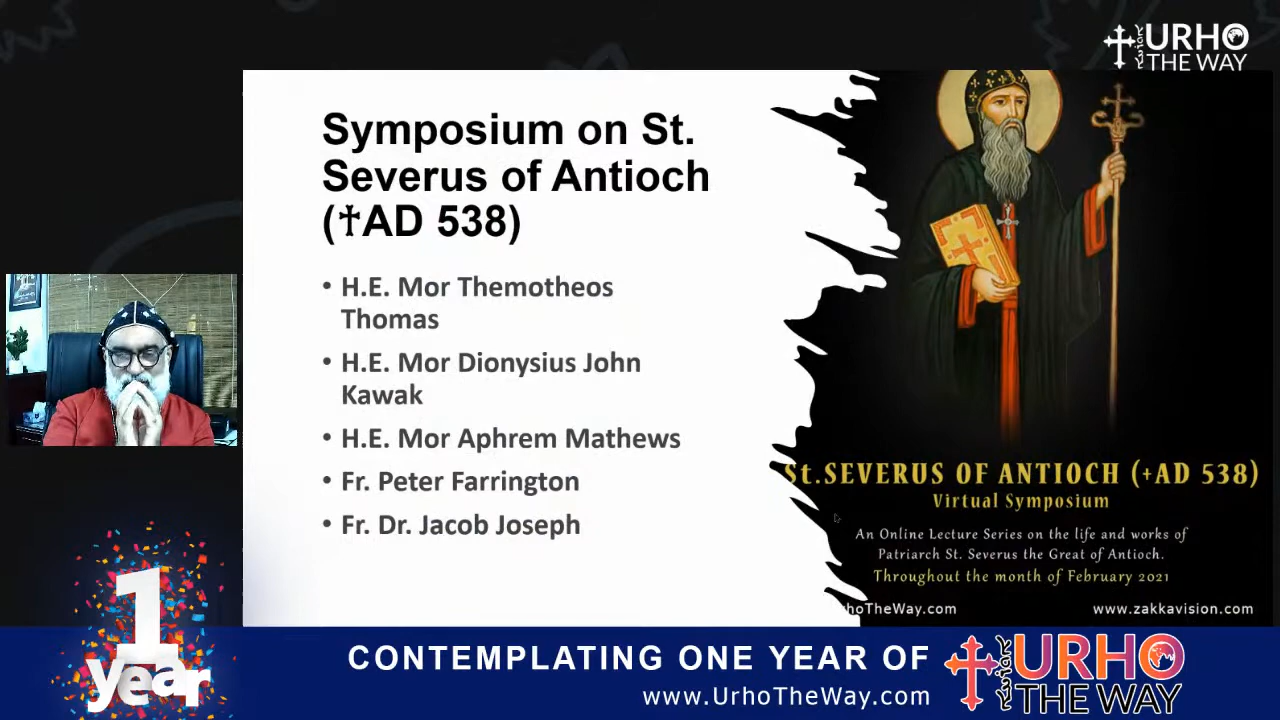 URHO
THE WAY
Symposium on St.
Severus of Antioch
(☥AD 538)
• H.E. Mor Themotheos
Thomas
• H.E. Mor Dionysius John
Kawak
• H.E. Mor Aphrem Mathews
• Fr. Peter Farrington
• Fr. Dr. Jacob Joseph
St.SEVERUS OF ANTIOCH (+AD 538)
Virtual Symposium
An Online Lecture Series on the life and works of
Patriarch St. Severus the Great of Antioch.
Throughout the month of February 2021
hoTheWay.com
www.zakkavision.com
1
year
CONTEMPLATING ONE YEAR OF
www.UrhoTheWay.com
URHO
THE WAY